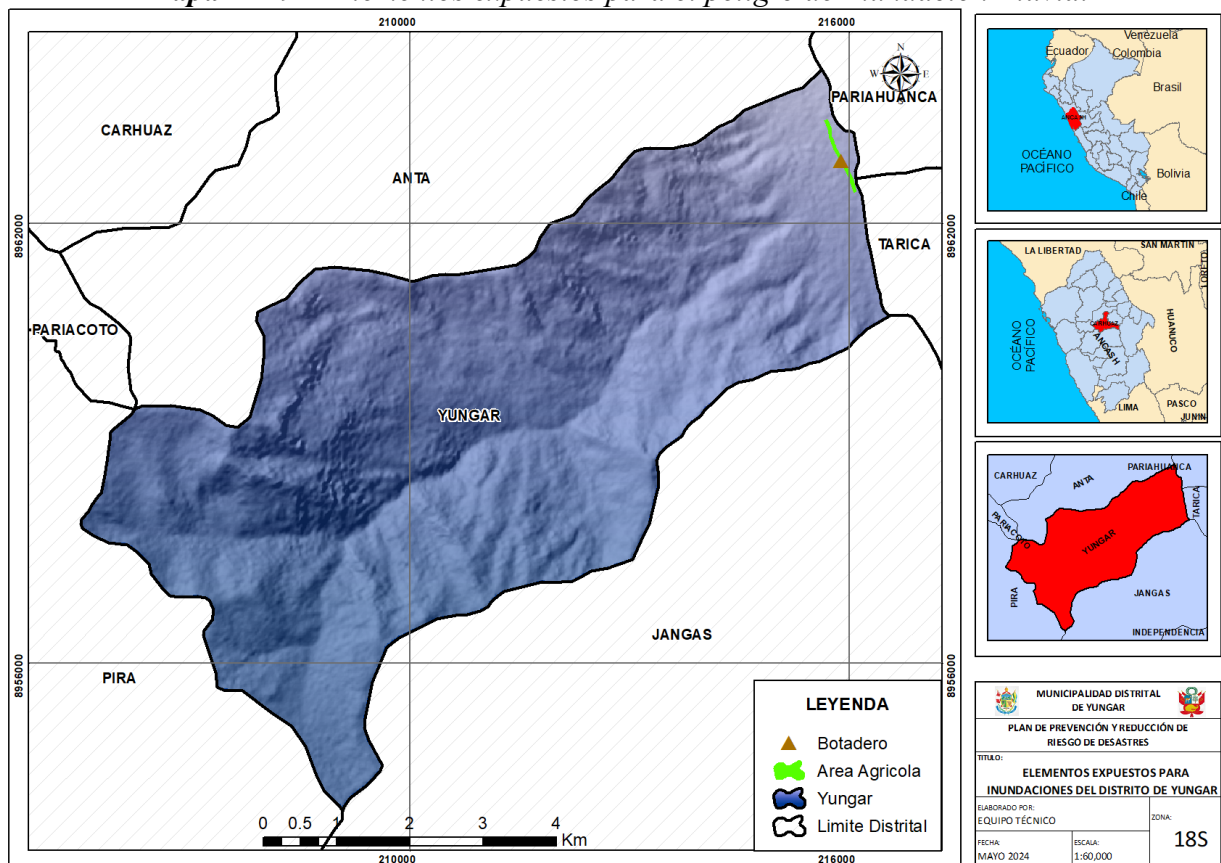 210000
216000
CARHUAZ
ANTA
PARIAHUANCA
N
W
E
S
8962000
8962000
TARICA
PARIACOTO
YUNGAR
JANGAS
PIRA
8956000
8956000
LEYENDA
Botadero
Area Agricola
Yungar
Limite Distrital
0 0.5 1 2 3 4
Km
210000
216000
Venezuela
Ecuador
Colombia
Brasil
ANCASH
OCÉANO
PACÍFICO
Bolivia
Chile
LA LIBERTAD
SAN MARTIN
LORETO
CARHUAZ
HUANUCO
ANCASH
OCÉANO
PACÍFICO
LIMA
PASCO
JUNIN
PARIAHUANCA
CARHUAZ
ANTA
TARICA
PARIACOTO
YUNGAR
PIRA
JANGAS
INDEPENDENCIA
MUNICIPALIDAD DISTRITAL
DE YUNGAR
PLAN DE PREVENCIÓN Y REDUCCIÓN DE
RIESGO DE DESASTRES
TITULO:
ELEMENTOS EXPUESTOS PARA
INUNDACIONES DEL DISTRITO DE YUNGAR
ELABORADO POR:
EQUIPO TÉCNICO
ZONA:
18S
FECHA:
MAYO 2024
ESCALA:
1:60,000